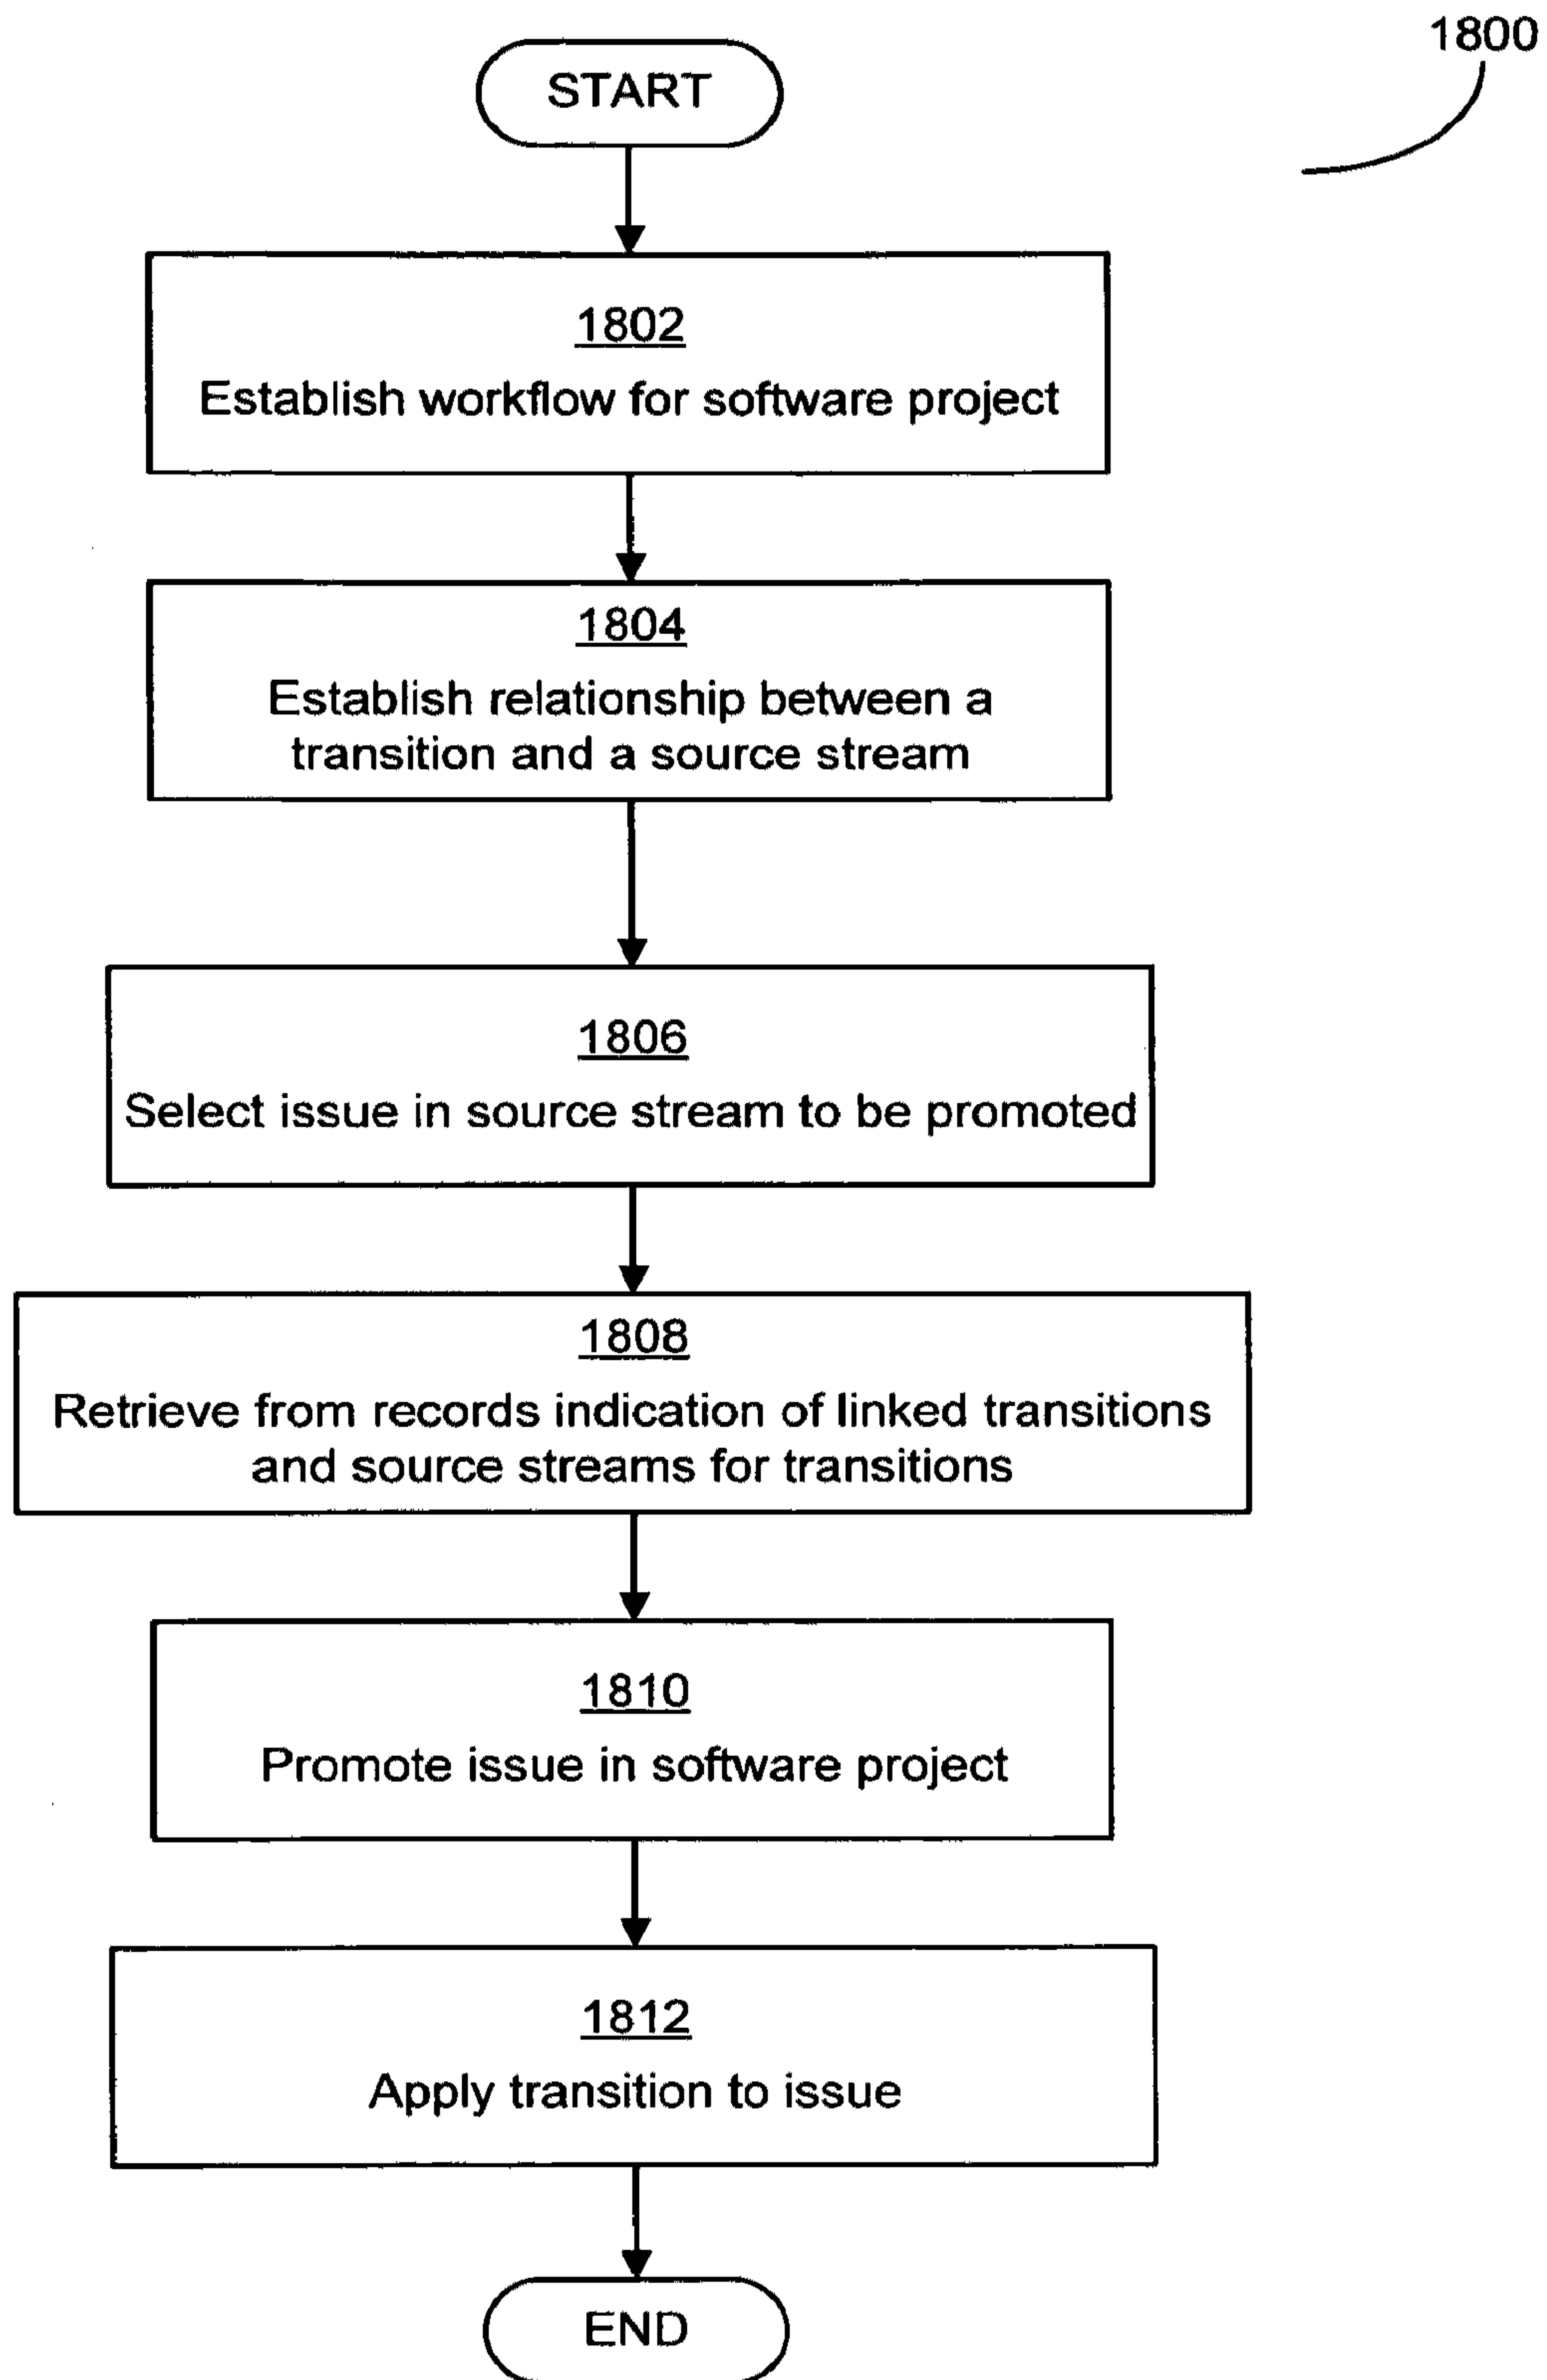 1800
START
1802
Establish workflow for software project
1804
Establish relationship between a
transition and a source stream
1806
Select issue in source stream to be promoted
1808
Retrieve from records indication of linked transitions
and source streams for transitions
1810
Promote issue in software project
1812
Apply transition to issue
END